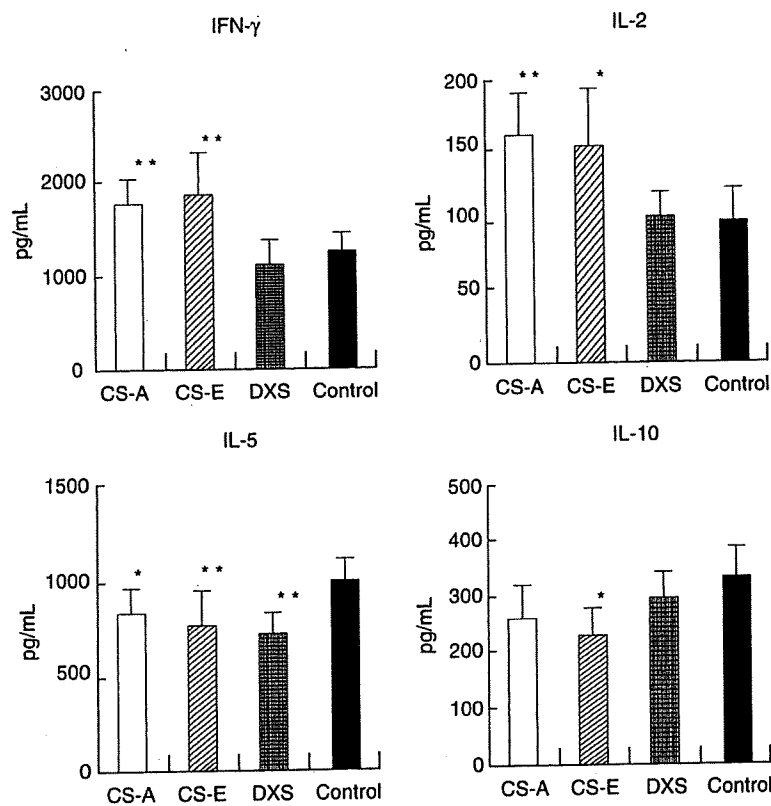 IFN-γ
3000
2000
1000
0
pg/mL
**
**
CS-A CS-E DXS Control
IL-2
200
150
100
50
0
pg/mL
**
*
CS-A CS-E DXS Control
IL-5
1500
1000
500
0
pg/mL
*
**
**
CS-A CS-E DXS Control
IL-10
500
400
300
200
100
0
pg/mL
*
CS-A CS-E DXS Control